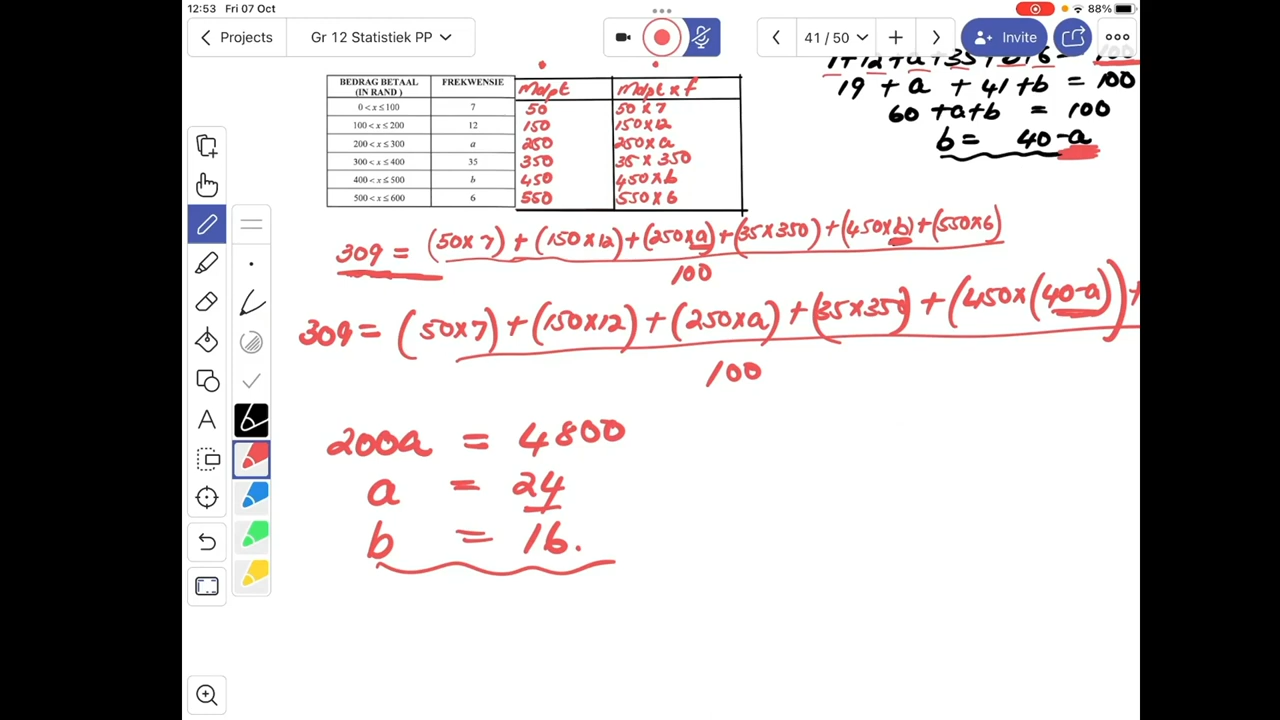 12:53 Fri 07 Oct
88%
Projects
Gr 12 Statistiek PP
41 / 50
Invite
19 + a + 41 + b = 100
60 + a + b = 100
b = 40 - a
BEDRAG BETAAL (IN RAND ) FREKWENSIE Mdpt Mdpt x f
0 < x ≤ 100 7 50 50 x 7
100 < x ≤ 200 12 150 150 x 12
200 < x ≤ 300 a 250 250 x a
300 < x ≤ 400 35 350 35 x 350
400 < x ≤ 500 b 450 450 x b
500 < x ≤ 600 6 550 550 x 6
309 = (50 x 7) + (150 x 12) + (250 x a) + (35 x 350) + (450 x b) + (550 x 6)
100
309 = (50 x 7) + (150 x 12) + (250 x a) + (35 x 350) + (450 x (40 - a)) +
100
200a = 4800
a = 24
b = 16.
A